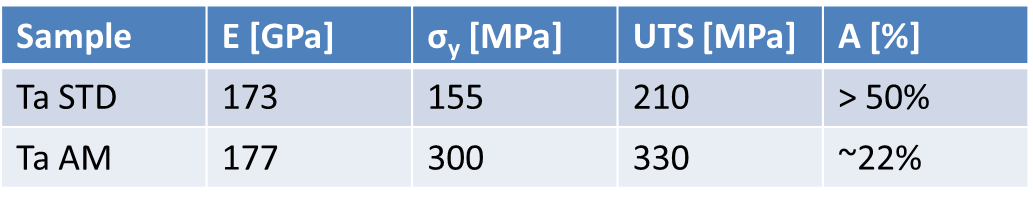 Sample E [GPa] σy [MPa] UTS [MPa] A [%]
Ta STD 173 155 210 > 50%
Ta AM 177 300 330 ~22%